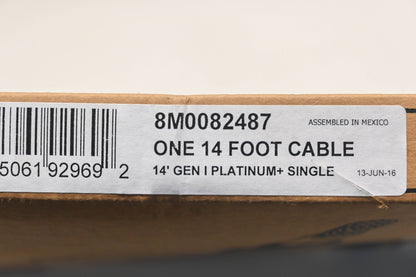 8M0082487 ASSEMBLED IN MEXICO
ONE 14 FOOT CABLE
14' GEN I PLATINUM+ SINGLE 13-JUN-16
5061 92969 2